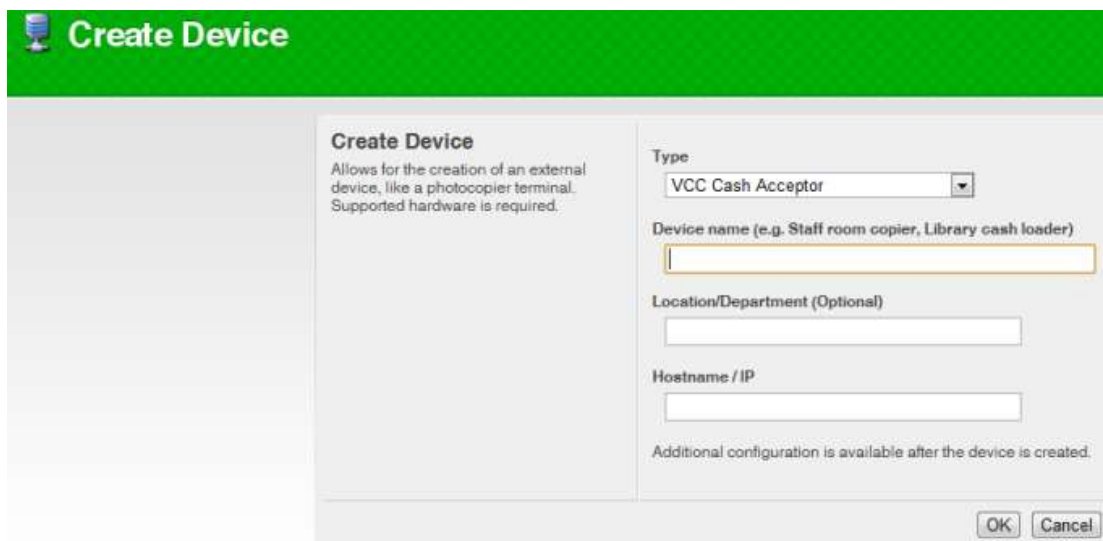 Create Device
Create Device
Allows for the creation of an external
device, like a photocopier terminal.
Supported hardware is required.
Type
VCC Cash Acceptor
Device name (e.g. Staff room copier, Library cash loader)
Location/Department (Optional)
Hostname / IP
Additional configuration is available after the device is created.
OK Cancel